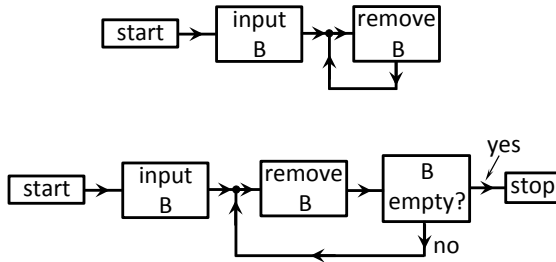 start
input
B
remove
B
start
input
B
remove
B
B
empty?
yes
no
stop